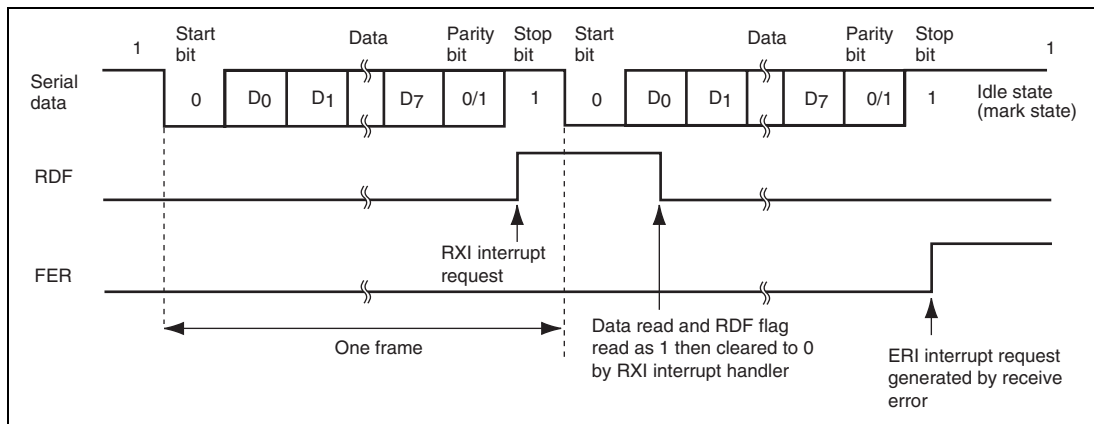 Start bit Data Parity bit Stop bit Start bit Data Parity bit Stop bit
1 1
Serial data
0 D0 D1 D7 0/1 1 0 D0 D1 D7 0/1 1
Idle state
(mark state)
RDF
RXI interrupt
request
FER
One frame
Data read and RDF flag
read as 1 then cleared to 0
by RXI interrupt handler
ERI interrupt request
generated by receive
error